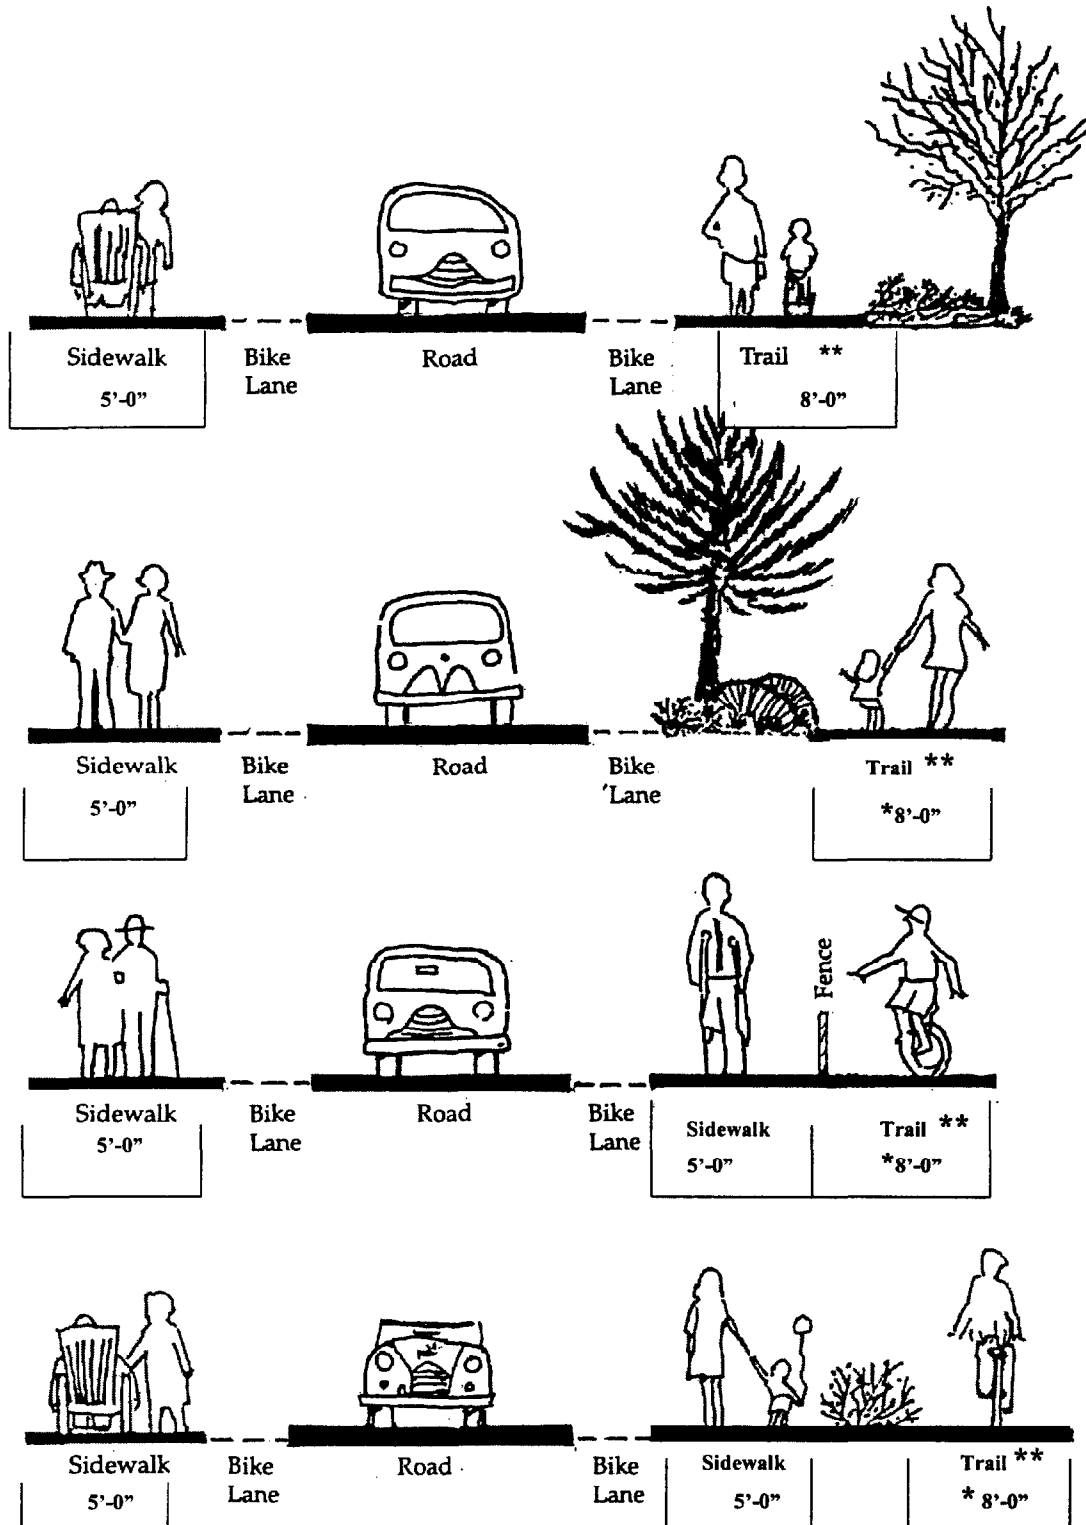 Sidewalk Bike Road Bike Trail **
Lane Lane
5'-0" 8'-0"
Sidewalk Bike Road Bike Trail **
Lane 'Lane
5'-0" *8'-0"
Fence
Sidewalk Bike Road Bike Sidewalk Trail **
5'-0" Lane Lane 5'-0" *8'-0"
Sidewalk Bike Road Bike Sidewalk Trail **
5'-0" Lane Lane 5'-0" * 8'-0"